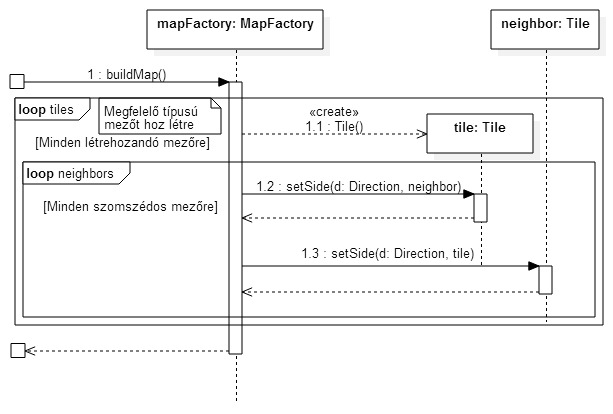 mapFactory: MapFactory
neighbor: Tile
1 : buildMap()
loop tiles
Megfelelő típusú
mezőt hoz létre
[Minden létrehozandó mezőre]
«create»
1.1 : Tile()
tile: Tile
loop neighbors
[Minden szomszédos mezőre]
1.2 : setSide(d: Direction, neighbor)
1.3 : setSide(d: Direction, tile)